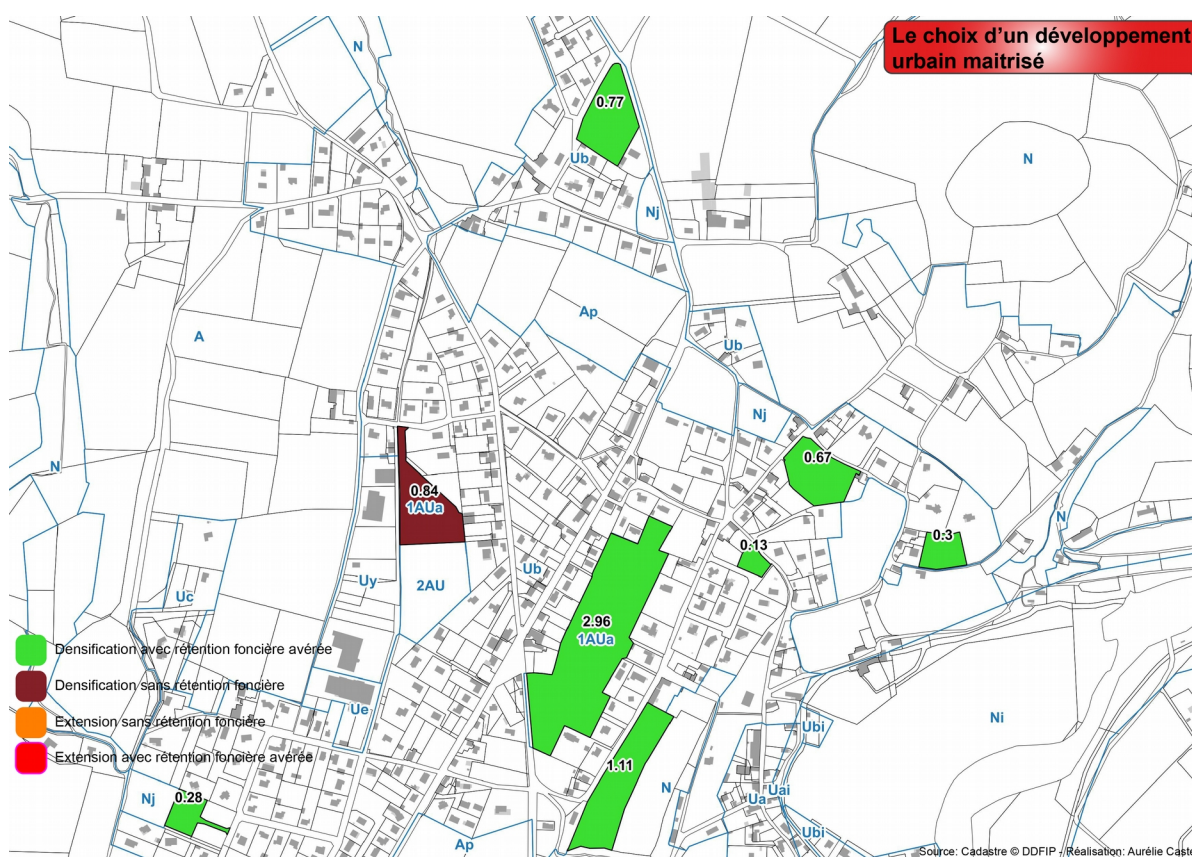 Le choix d'un développement
urbain maitrisé
N
0.77
Ub
N
Nj
Ap
A
Ub
Nj
0.67
0.84
1AUa
N
N
0.3
0.13
Ub
Uy
2AU
Uc
2.96
1AUa
Densification avec rétention foncière avérée
Densification sans rétention foncière
Ue
Ni
Extension sans rétention foncière
Ubi
Extension avec rétention foncière avérée
1.11
N
Uai
Ua
Nj
0.28
Ubi
Ap
Source: Cadastre © DDFIP - Réalisation: Aurélie Caste